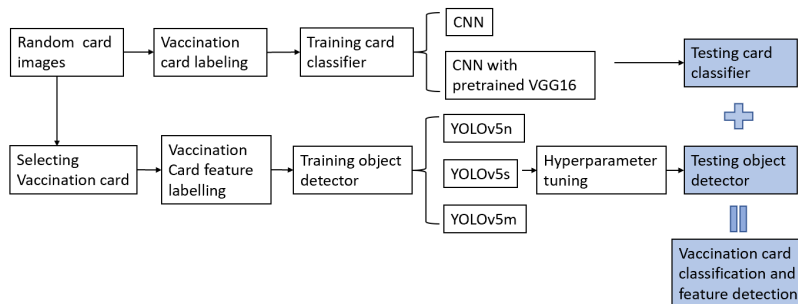 Random card
images
Vaccination
card labeling
Training card
classifier
CNN
CNN with
pretrained VGG16
Testing card
classifier
Selecting
Vaccination card
Vaccination
Card feature
labelling
Training object
detector
YOLOv5n
YOLOv5s
YOLOv5m
Hyperparameter
tuning
Testing object
detector
Vaccination card
classification and
feature detection